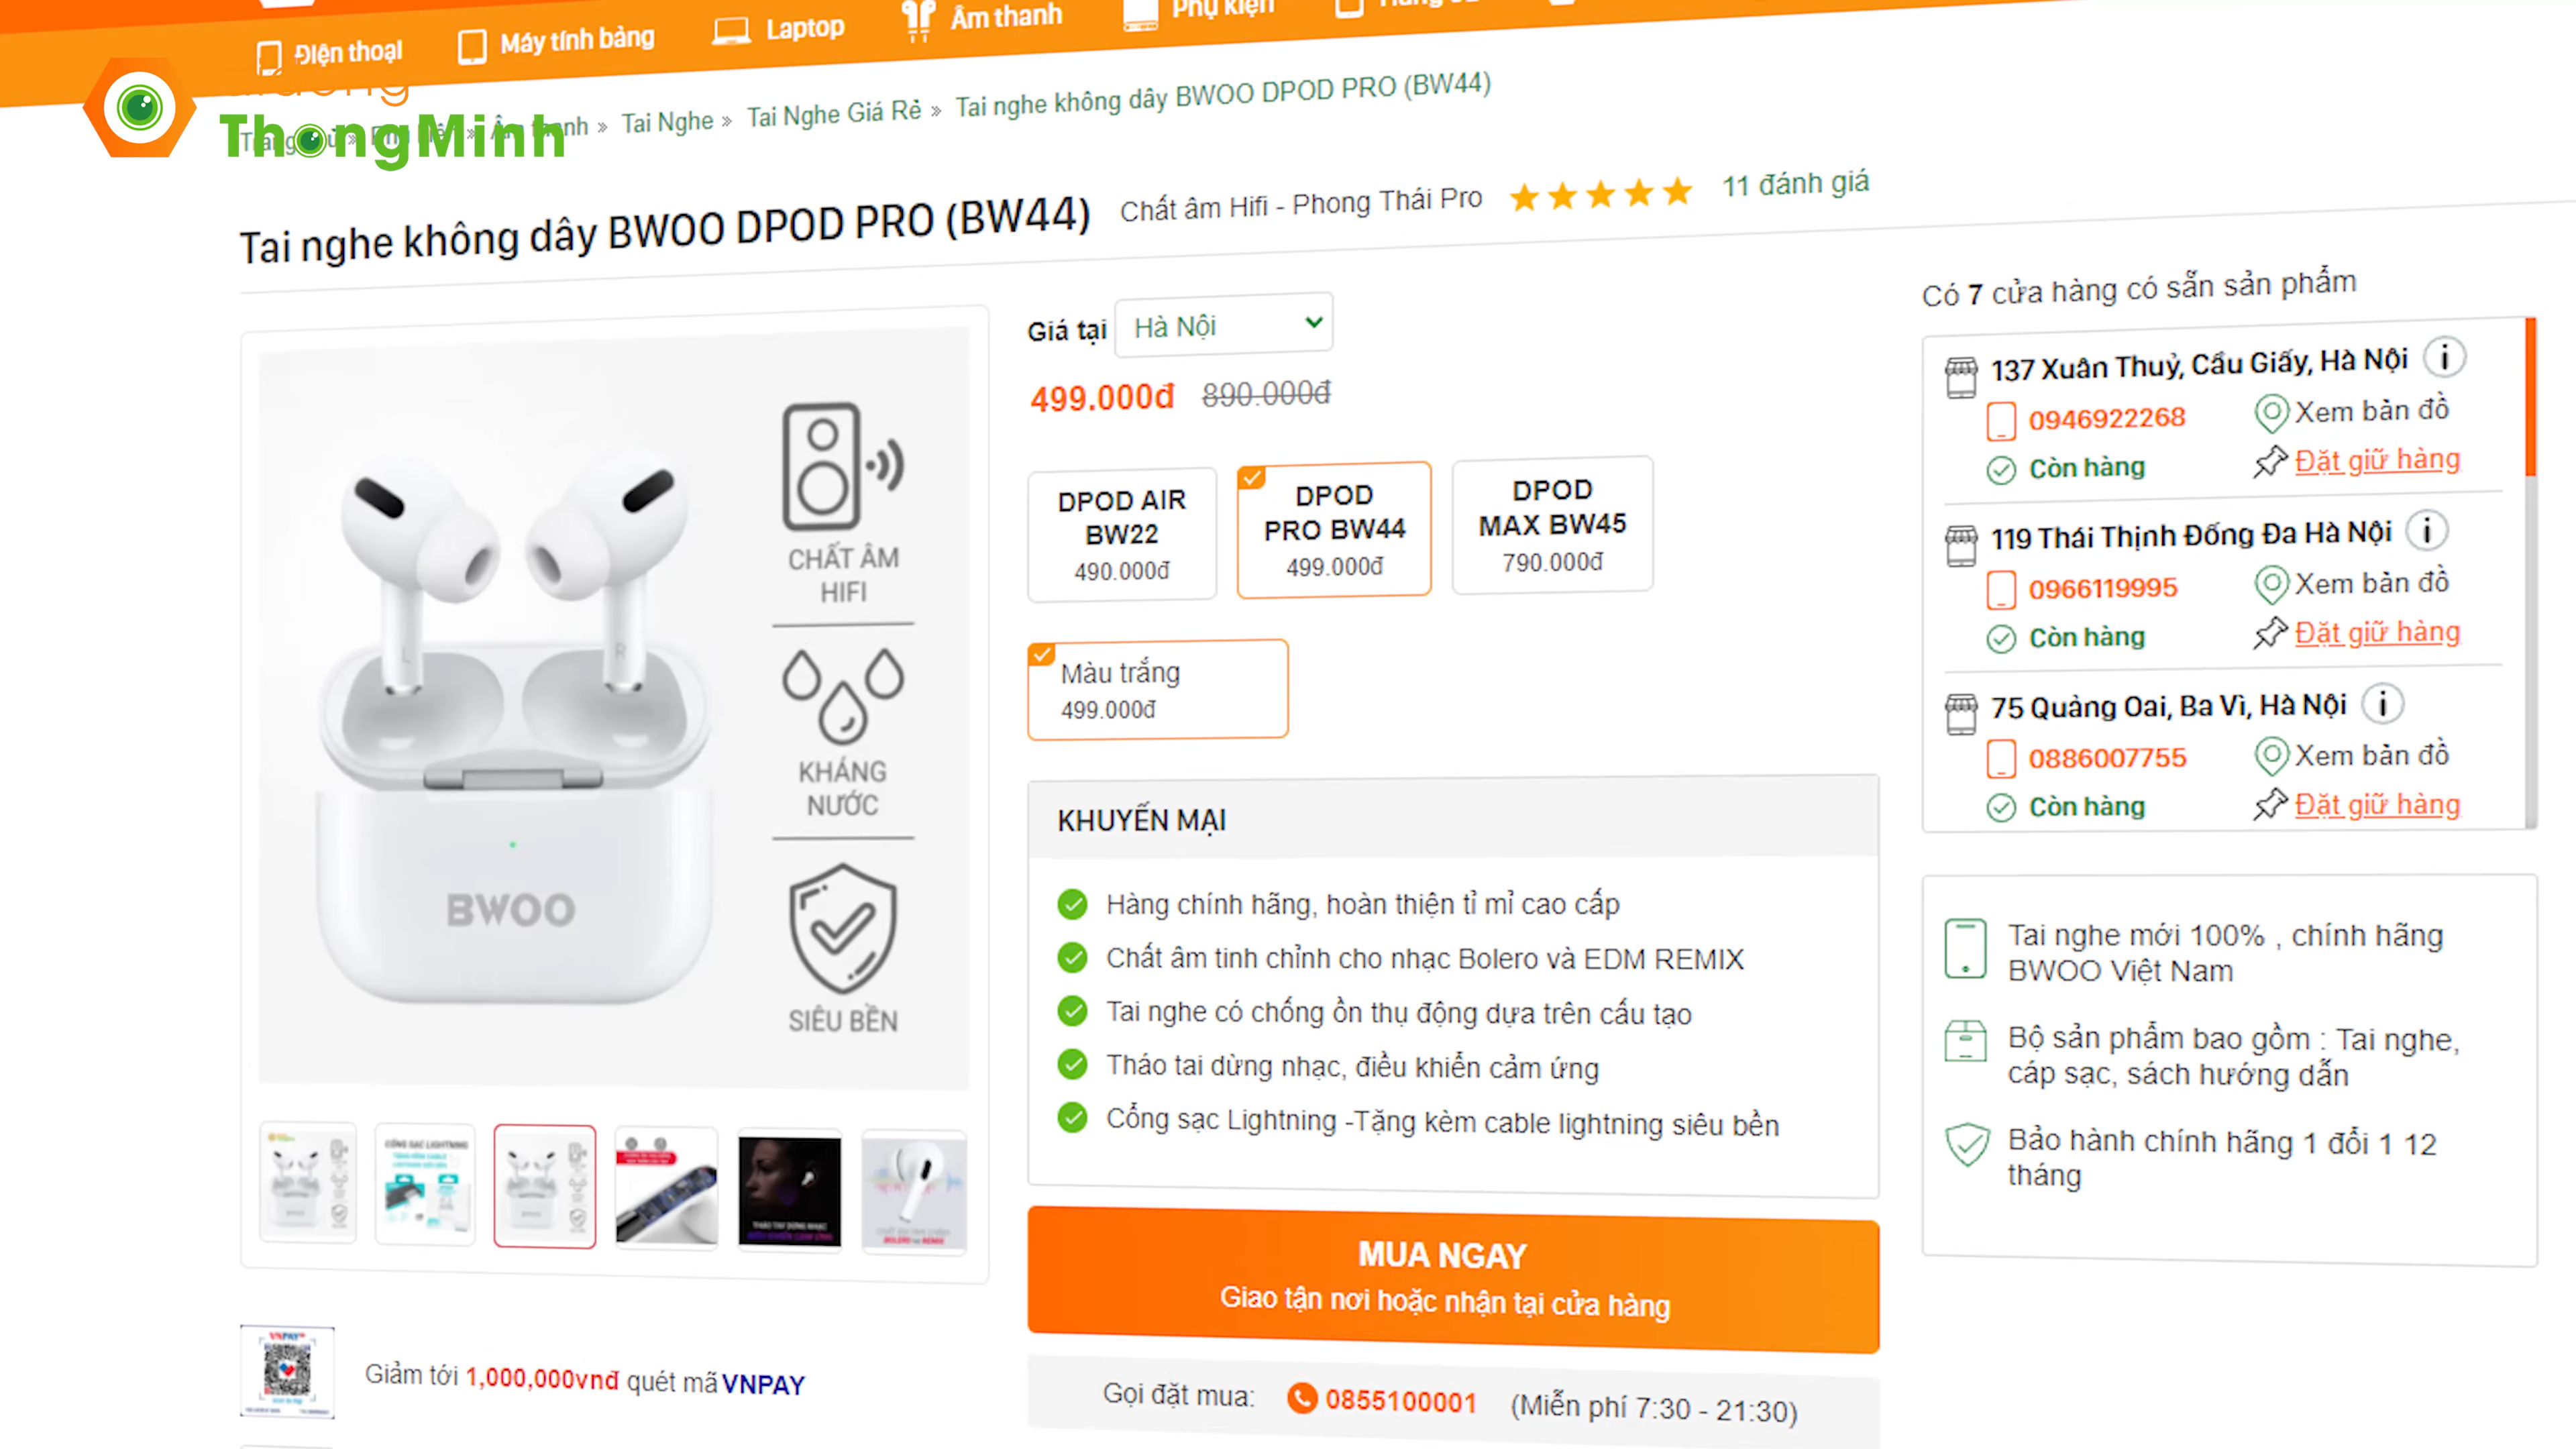 Điện thoại
Máy tính bảng
Laptop
Âm thanh
Phụ kiện
ThongMinh
Tai Nghe » Tai Nghe Giá Rẻ » Tai nghe không dây BWOO DPOD PRO (BW44)
Tai nghe không dây BWOO DPOD PRO (BW44)
Chất âm Hifi - Phong Thái Pro
11 đánh giá
CHẤT ÂM
HIFI
KHÁNG
NƯỚC
SIÊU BỀN
L
R
BWOO
Giá tại
Hà Nội
499.000đ 890.000đ
DPOD AIR
BW22
490.000đ
DPOD
PRO BW44
499.000đ
DPOD
MAX BW45
790.000đ
Màu trắng
499.000đ
KHUYẾN MẠI
Hàng chính hãng, hoàn thiện tỉ mỉ cao cấp
Chất âm tinh chỉnh cho nhạc Bolero và EDM REMIX
Tai nghe có chống ồn thụ động dựa trên cấu tạo
Tháo tai dừng nhạc, điều khiển cảm ứng
Cổng sạc Lightning -Tặng kèm cable lightning siêu bền
MUA NGAY
Giao tận nơi hoặc nhận tại cửa hàng
Gọi đặt mua: 0855100001 (Miễn phí 7:30 - 21:30)
VNPAY
Giảm tới 1,000,000vnđ quét mã VNPAY
Có 7 cửa hàng có sẵn sản phẩm
137 Xuân Thuỷ, Cầu Giấy, Hà Nội
0946922268
Xem bản đồ
Còn hàng
Đặt giữ hàng
119 Thái Thịnh Đống Đa Hà Nội
0966119995
Xem bản đồ
Còn hàng
Đặt giữ hàng
75 Quảng Oai, Ba Vì, Hà Nội
0886007755
Xem bản đồ
Còn hàng
Đặt giữ hàng
Tai nghe mới 100% , chính hãng
BWOO Việt Nam
Bộ sản phẩm bao gồm : Tai nghe,
cáp sạc, sách hướng dẫn
Bảo hành chính hãng 1 đổi 1 12
tháng